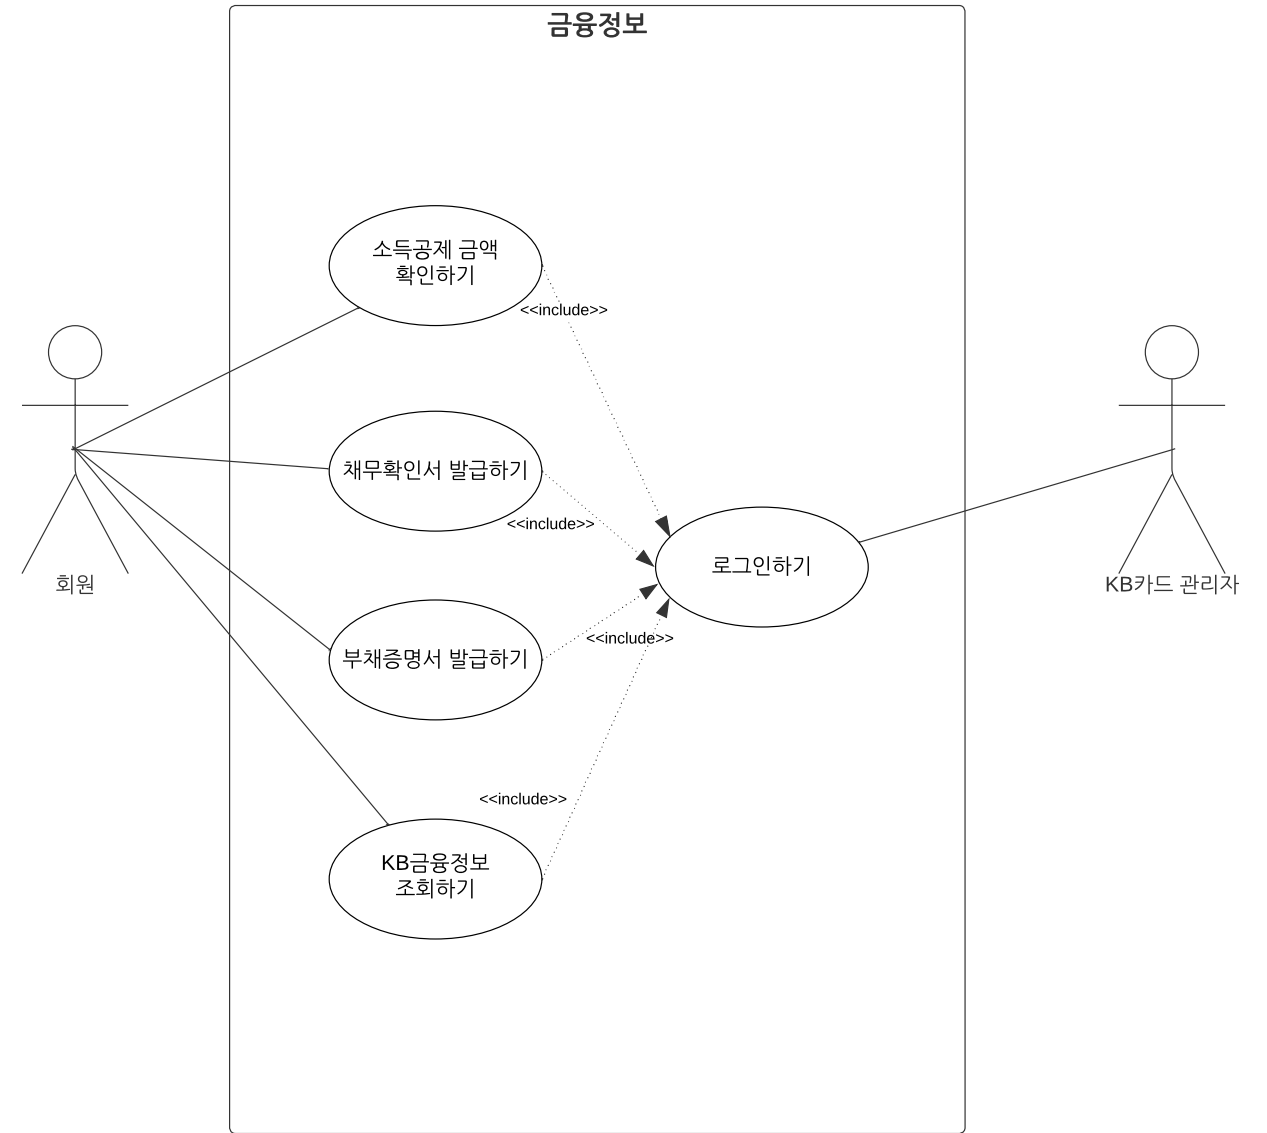 금융정보
소득공제 금액
확인하기
<<include>>
채무확인서 발급하기
<<include>>
로그인하기
회원
KB카드 관리자
<<include>>
부채증명서 발급하기
<<include>>
KB금융정보
조회하기